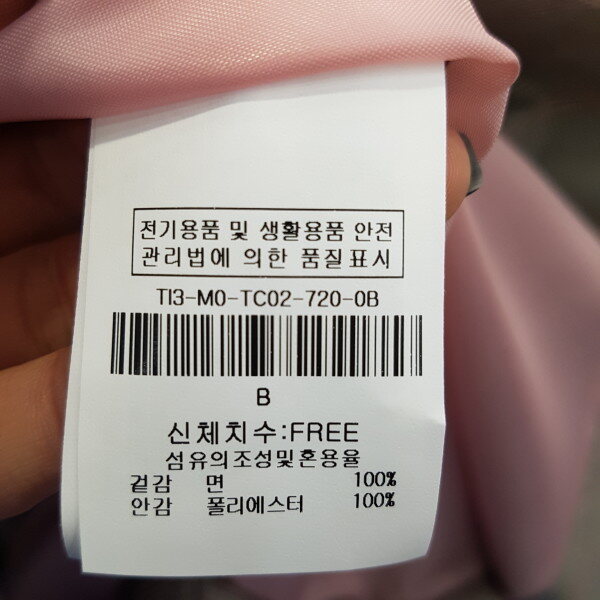 전기용품 및 생활용품 안전
관리법에 의한 품질표시
TI3-M0-TC02-720-0B
B
신체치수:FREE
섬유의조성및혼용율
겉감 면 100%
안감 폴리에스터 100%